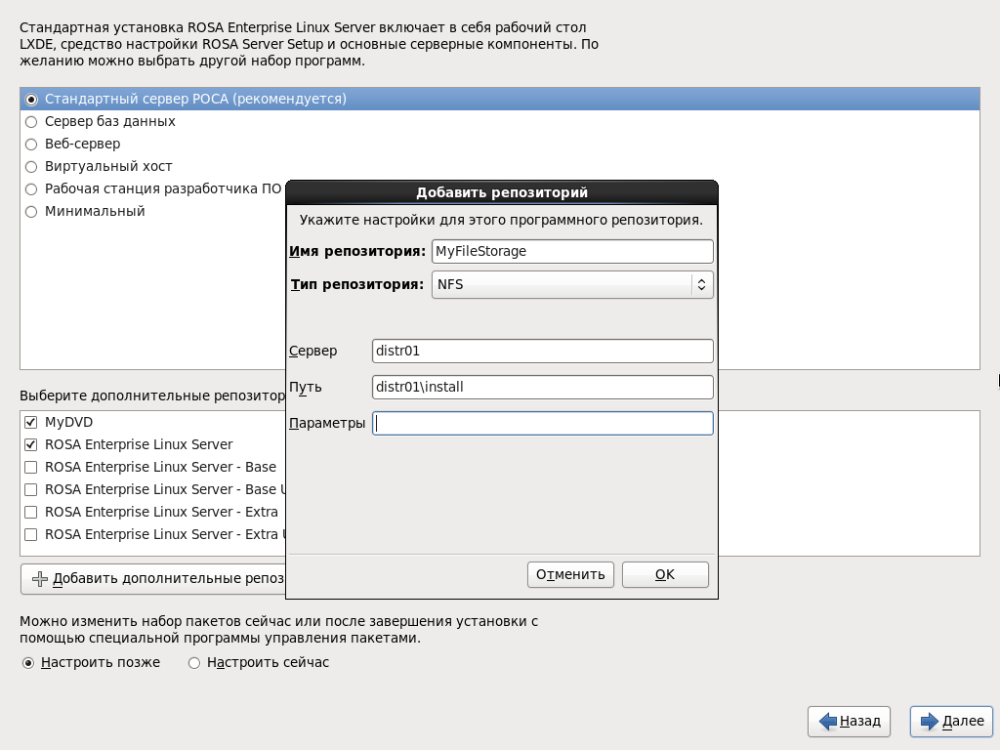 Стандартная установка ROSA Enterprise Linux Server включает в себя рабочий стол
LXDE, средство настройки ROSA Server Setup и основные серверные компоненты. По
желанию можно выбрать другой набор программ.
Стандартный сервер РОСА (рекомендуется)
Сервер баз данных
Веб-сервер
Виртуальный хост
Рабочая станция разработчика ПО
Минимальный
Добавить репозиторий
Укажите настройки для этого программного репозитория.
Имя репозитория: MyFileStorage
Тип репозитория: NFS
Сервер distr01
Путь distr01\install
Параметры
Отменить OK
Выберите дополнительные репозитор
MyDVD
ROSA Enterprise Linux Server
ROSA Enterprise Linux Server - Base
ROSA Enterprise Linux Server - Base U
ROSA Enterprise Linux Server - Extra
ROSA Enterprise Linux Server - Extra U
Добавить дополнительные репоз
Можно изменить набор пакетов сейчас или после завершения установки с
помощью специальной программы управления пакетами.
Настроить позже Настроить сейчас
Назад Далее